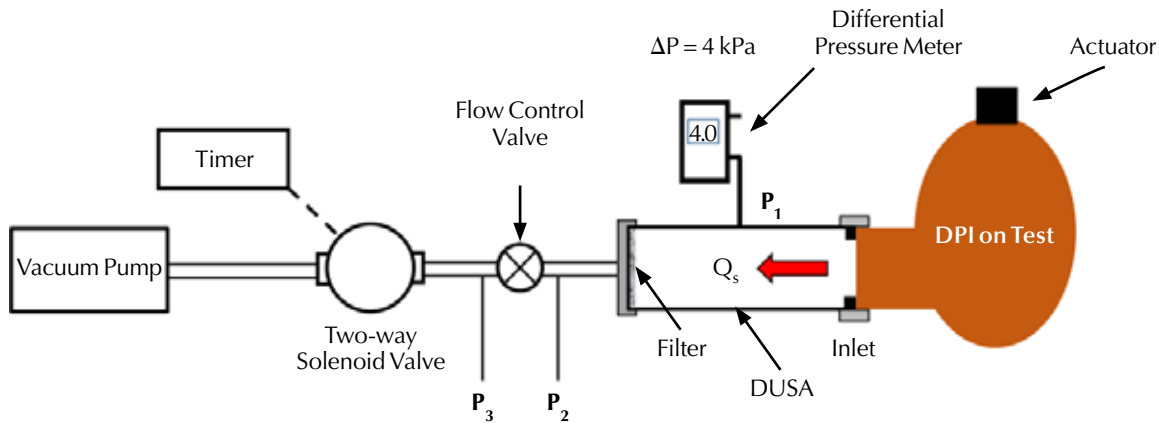 ΔP = 4 kPa
Differential
Pressure Meter
Actuator
Flow Control
Valve
Timer
4.0
P₁
DPI on Test
Vacuum Pump
Qₛ
Two-way
Solenoid Valve
Filter
Inlet
DUSA
P₃
P₂